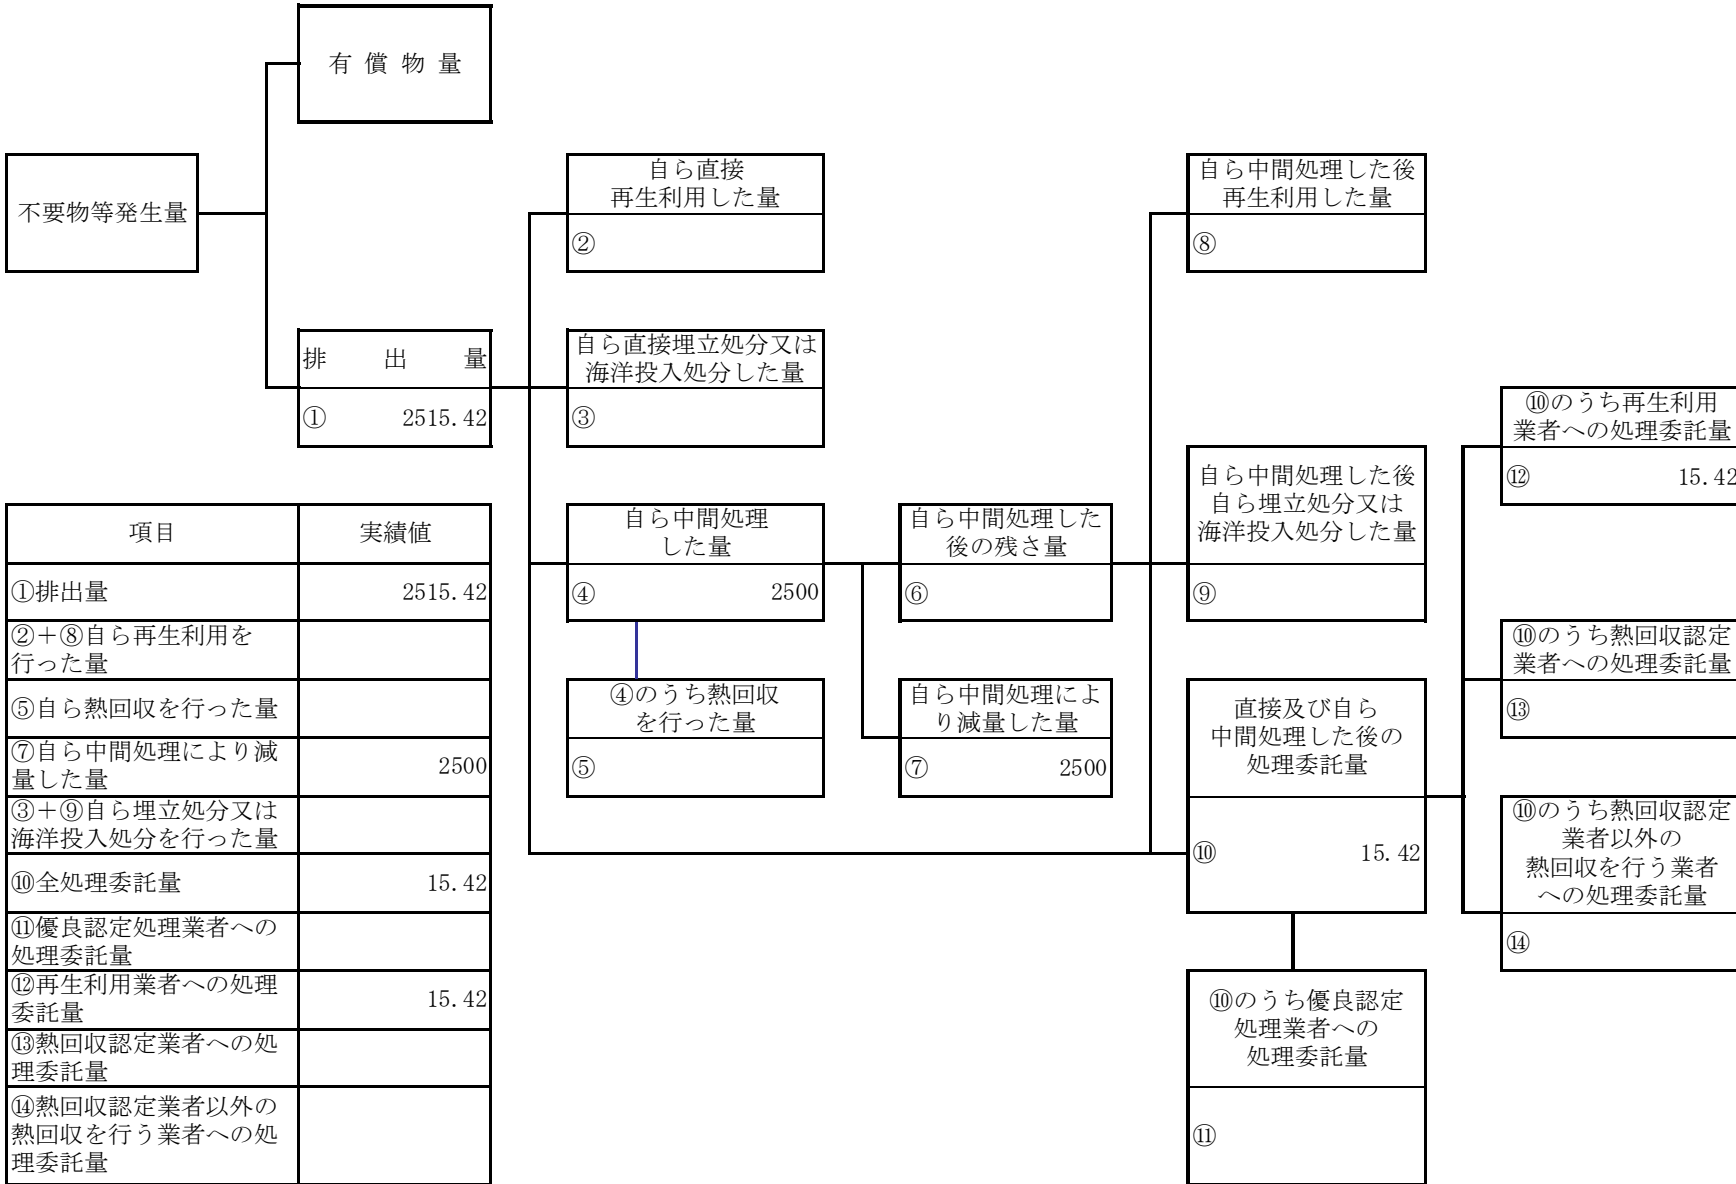 有償物量
不要物等発生量
自ら直接
再生利用した量
②
自ら中間処理した後
再生利用した量
⑧
排出量
① 2515.42
自ら直接埋立処分又は
海洋投入処分した量
③
⑩のうち再生利用
業者への処理委託量
⑫ 15.42
自ら中間処理した後
自ら埋立処分又は
海洋投入処分した量
⑨
自ら中間処理
した量
④ 2500
自ら中間処理した
後の残さ量
⑥
⑩のうち熱回収認定
業者への処理委託量
⑬
④のうち熱回収
を行った量
⑤
自ら中間処理によ
り減量した量
⑦ 2500
直接及び自ら
中間処理した後の
処理委託量
⑩ 15.42
⑩のうち熱回収認定
業者以外の
熱回収を行う業者
への処理委託量
⑭
⑩のうち優良認定
処理業者への
処理委託量
⑪
項目 実績値
①排出量 2515.42
②+⑧自ら再生利用を
行った量
⑤自ら熱回収を行った量
⑦自ら中間処理により減
量した量 2500
③+⑨自ら埋立処分又は
海洋投入処分を行った量
⑩全処理委託量 15.42
⑪優良認定処理業者への
処理委託量
⑫再生利用業者への処理
委託量 15.42
⑬熱回収認定業者への処
理委託量
⑭熱回収認定業者以外の
熱回収を行う業者への処
理委託量